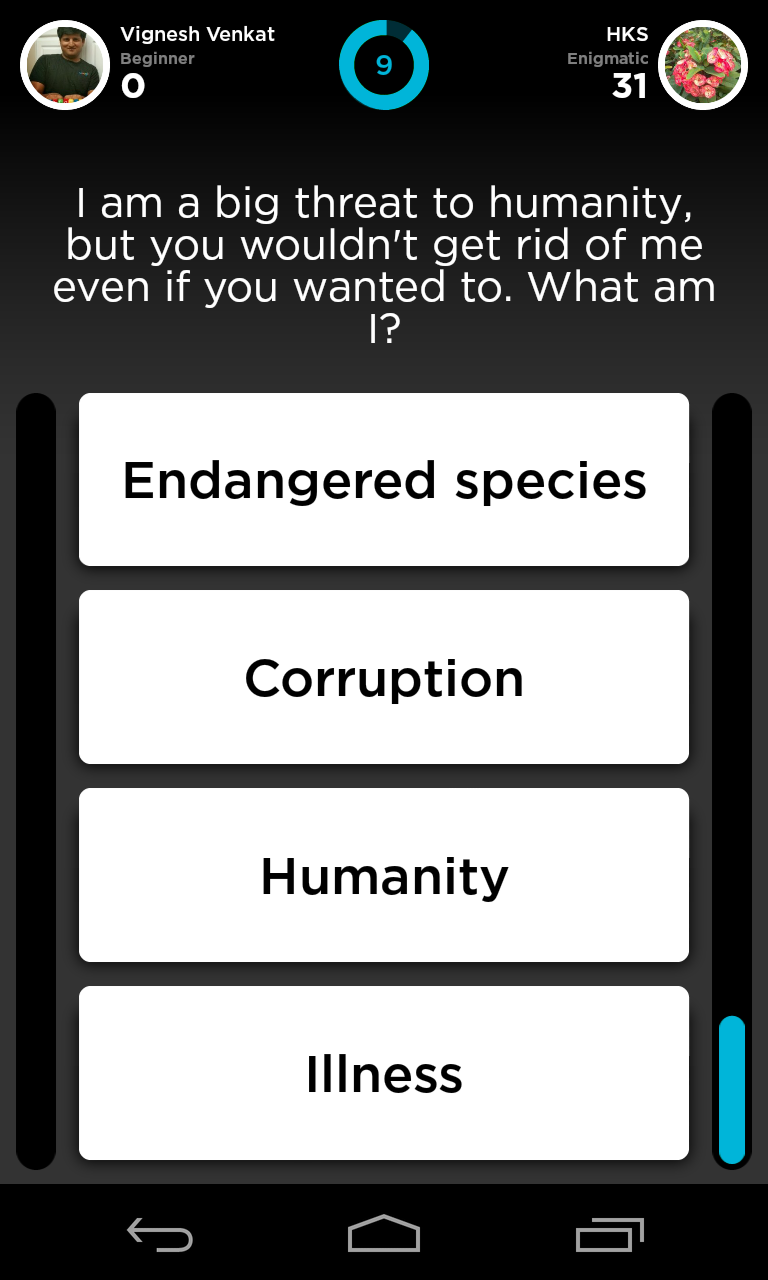 Vignesh Venkat
Beginner
0
9
HKS
Enigmatic
31
I am a big threat to humanity,
but you wouldn't get rid of me
even if you wanted to. What am
I?
Endangered species
Corruption
Humanity
Illness